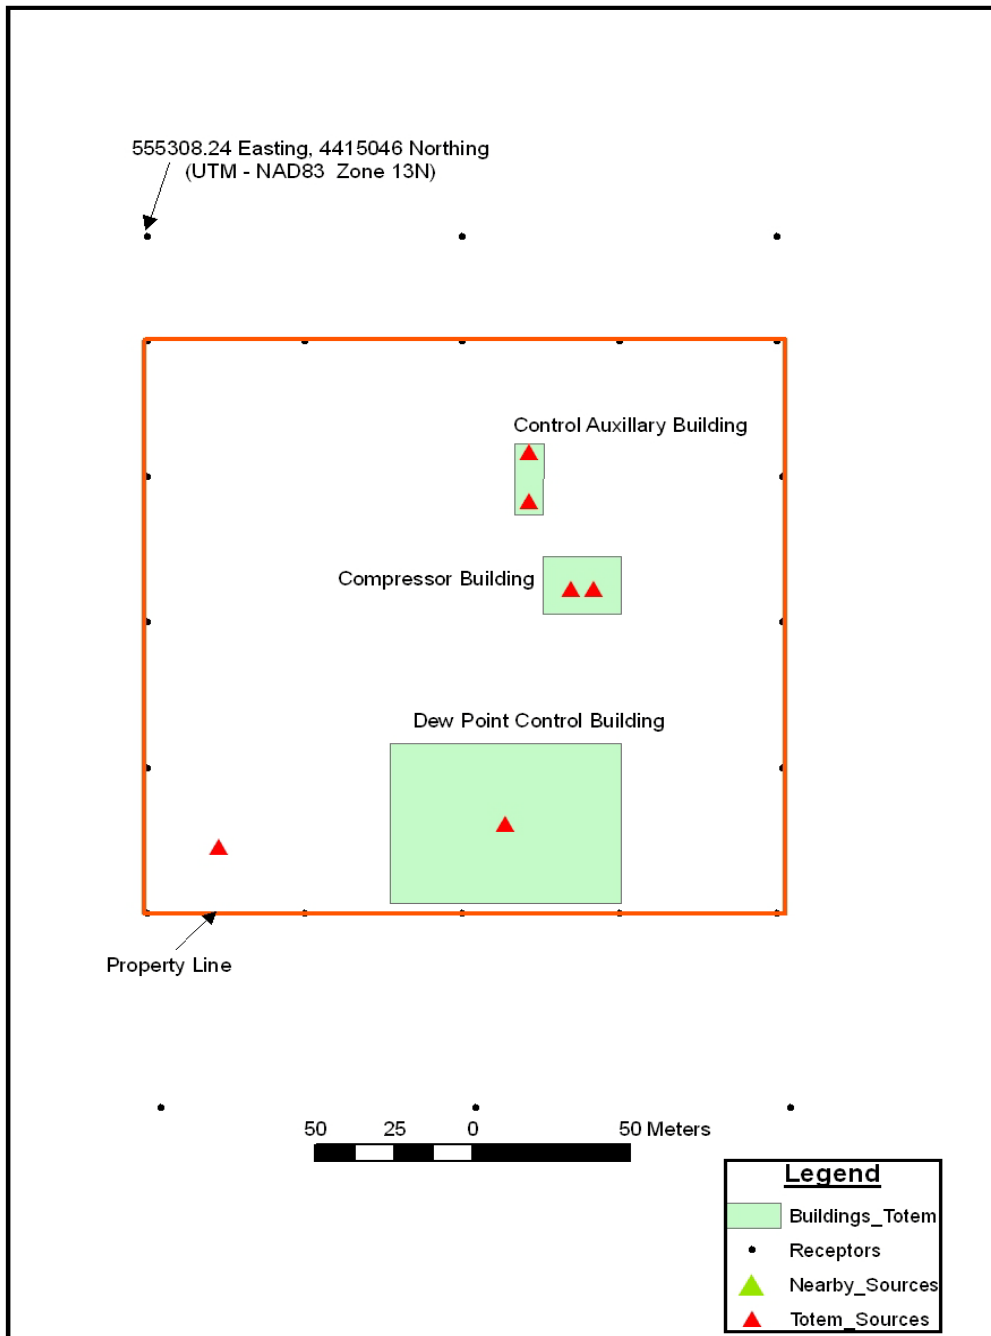 555308.24 Easting, 4415046 Northing
(UTM - NAD83 Zone 13N)
Control Auxillary Building
Compressor Building
Dew Point Control Building
Property Line
50 25 0 50 Meters
Legend
Buildings_Totem
Receptors
Nearby_Sources
Totem_Sources